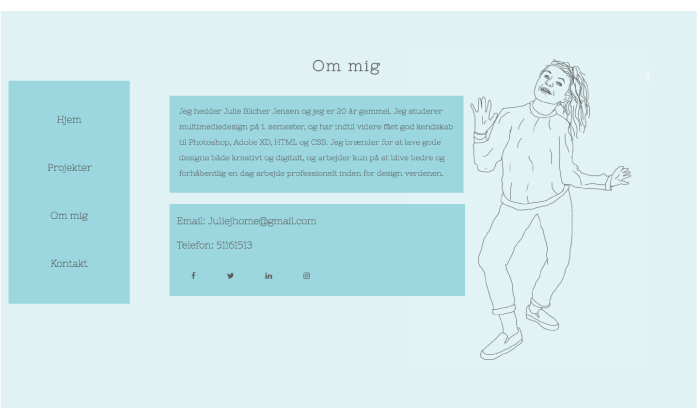 Om mig
Hjem
Projekter
Om mig
Kontakt
Jeg hedder Julie Blicher Jensen og jeg er 20 år gammel. Jeg studerer
multimediedesign på 1. semester, og har indtil videre fået god kendskab
til Photoshop, Adobe XD, HTML og CSS. Jeg brænder for at lave gode
designs både kreativt og digitalt, og arbejder kun på at blive bedre og
forhåbentlig en dag arbejde professionelt inden for design verdenen.
Email: Juliejhome@gmail.com
Telefon: 51161513